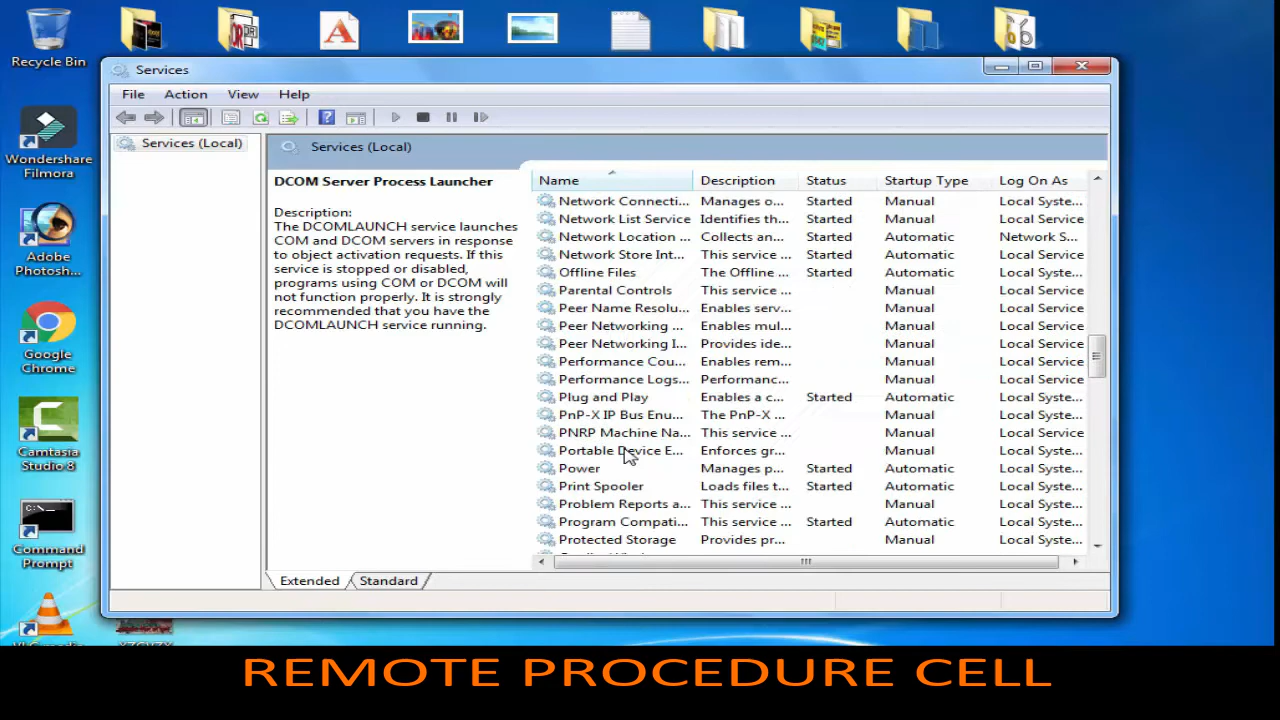 Recycle Bin
Wondershare
Filmora
Adobe
Photosh...
Google
Chrome
Camtasia
Studio 8
Command
Prompt
Services
File Action View Help
Services (Local)
Services (Local)
DCOM Server Process Launcher
Description:
The DCOMLAUNCH service launches
COM and DCOM servers in response
to object activation requests. If this
service is stopped or disabled,
programs using COM or DCOM will
not function properly. It is strongly
recommended that you have the
DCOMLAUNCH service running.
Name Description Status Startup Type Log On As
Network Connecti... Manages o... Started Manual Local Syste...
Network List Service Identifies th... Started Manual Local Service
Network Location ... Collects an... Started Automatic Network S...
Network Store Int... This service ... Started Automatic Local Service
Offline Files The Offline ... Started Automatic Local Syste...
Parental Controls This service ... Manual Local Service
Peer Name Resolu... Enables serv... Manual Local Service
Peer Networking ... Enables mul... Manual Local Service
Peer Networking I... Provides ide... Manual Local Service
Performance Cou... Enables rem... Manual Local Service
Performance Logs... Performanc... Manual Local Service
Plug and Play Enables a c... Started Automatic Local Syste...
PnP-X IP Bus Enu... The PnP-X ... Manual Local Syste...
PNRP Machine Na... This service ... Manual Local Service
Portable Device E... Enforces gr... Manual Local Syste...
Power Manages p... Started Automatic Local Syste...
Print Spooler Loads files t... Started Automatic Local Syste...
Problem Reports a... This service ... Manual Local Syste...
Program Compati... This service ... Started Automatic Local Syste...
Protected Storage Provides pr... Manual Local Syste...
Extended Standard
REMOTE PROCEDURE CELL